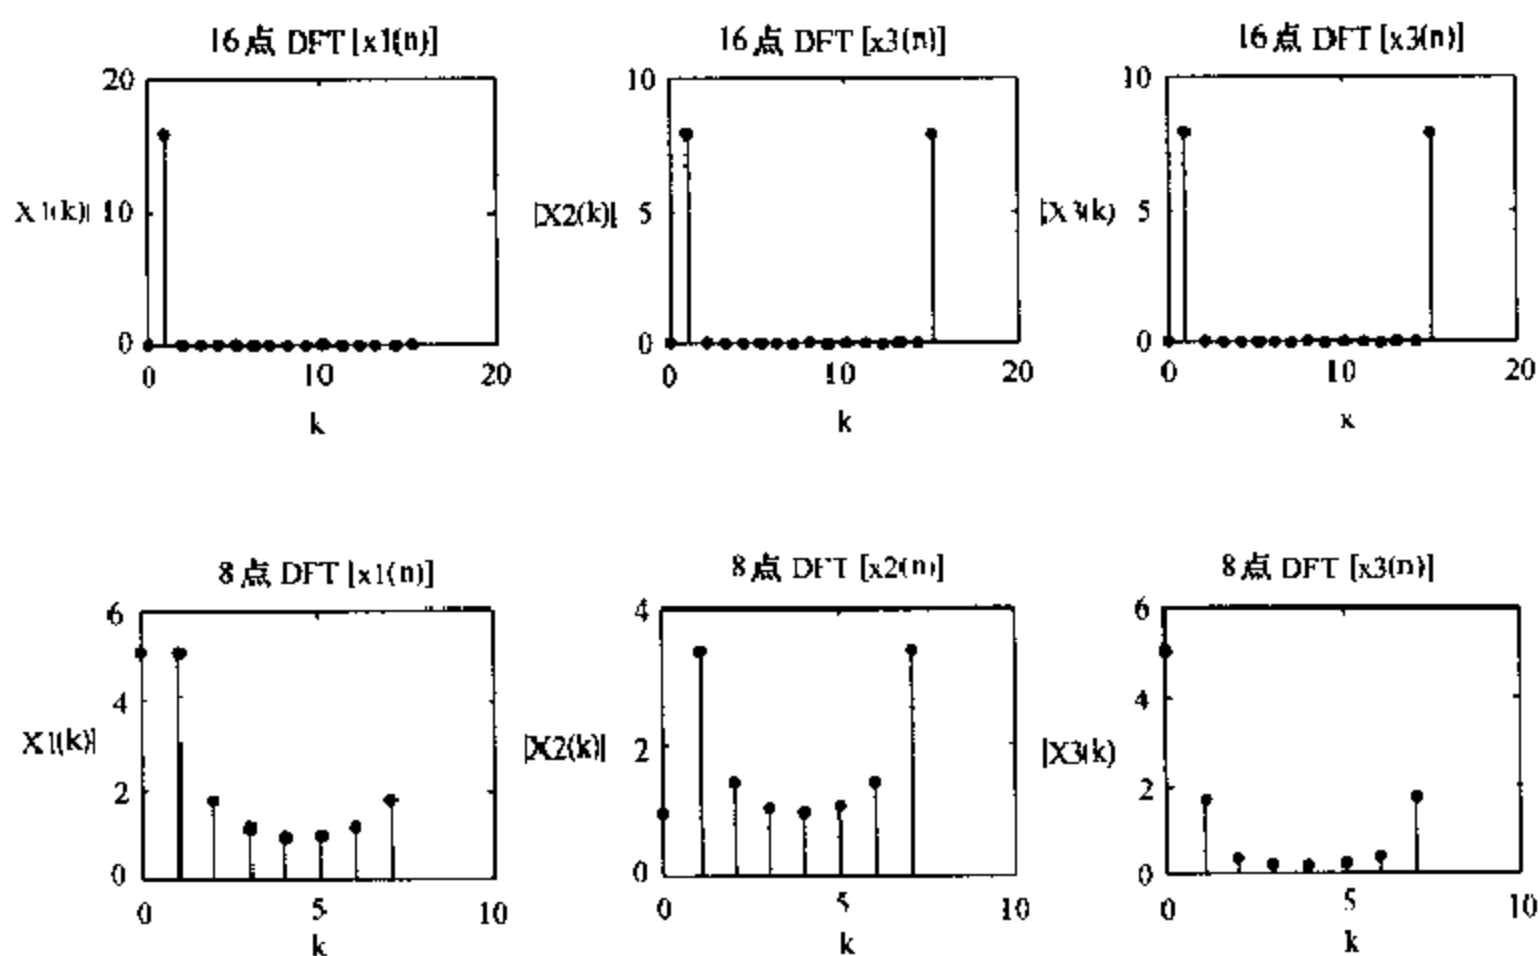 16点 DFT [x1(n)]
20
X1(k)| 10
0
0 10 20
k
16点 DFT [x3(n)]
10
|X2(k)| 5
0
0 10 20
k
16点 DFT [x3(n)]
10
|X3(k) 5
0
0 10 20
k
8点 DFT [x1(n)]
6
4
X1(k)|
2
0
0 5 10
k
8点 DFT [x2(n)]
4
|X2(k)| 2
0
0 5 10
k
8点 DFT [x3(n)]
6
4
|X3(k)
2
0
0 5 10
k